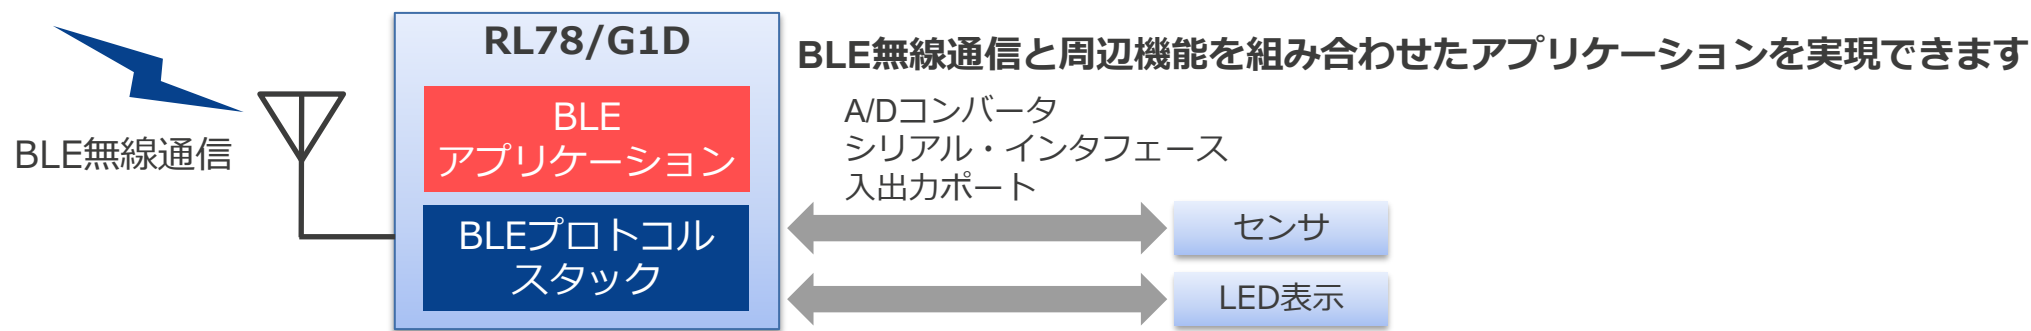 RL78/G1D
BLE無線通信と周辺機能を組み合わせたアプリケーションを実現できます
BLE無線通信
BLE
アプリケーション
BLEプロトコル
スタック
A/Dコンバータ
シリアル・インタフェース
入出力ポート
センサ
LED表示